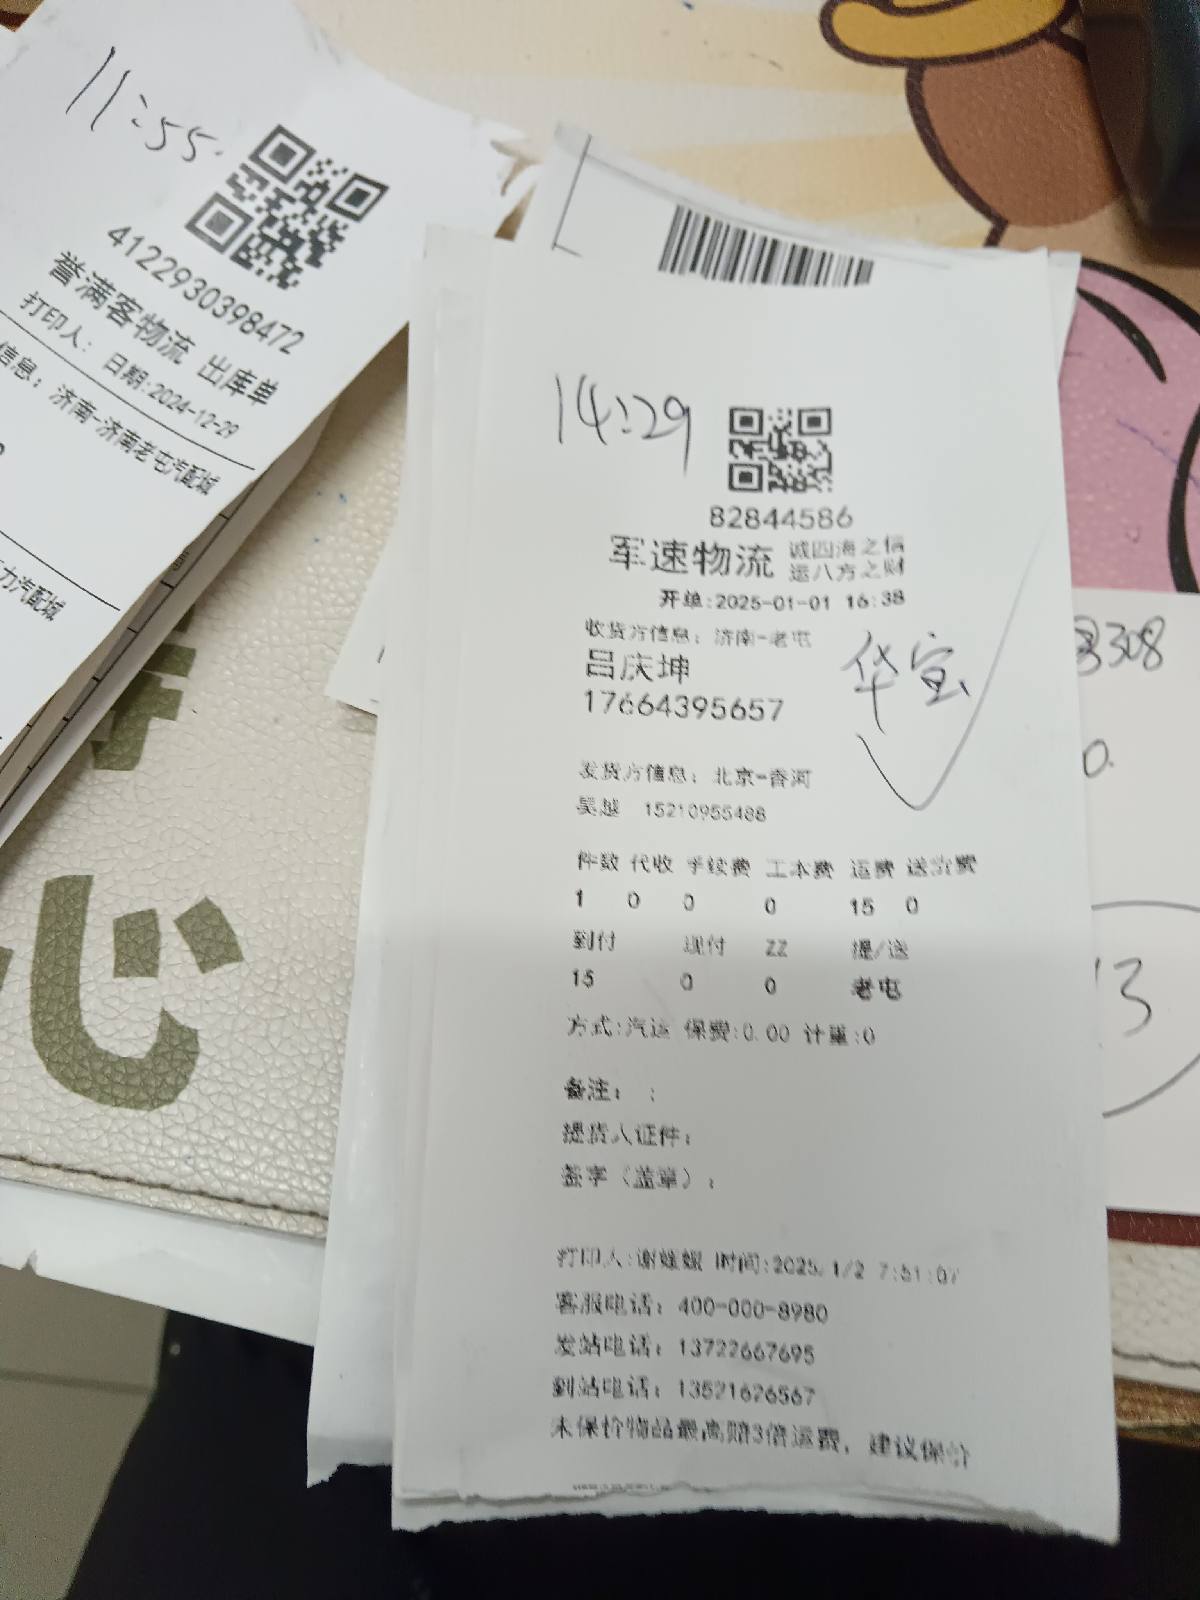 11:55.
4122930398472
誉满客物流 出库单
打印人: 日期:2024-12-29
信息: 济南-济南老屯汽配城
力汽配城
14:29
82844586
军速物流 诚四海之信
运八方之财
开单:2025-01-01 16:38
收货方信息: 济南-老屯
吕庆坤
17664395657
华宝
发货方信息: 北京-香河
吴越 15210955488
件数 代收 手续费 工本费 运费 送货费
1 0 0 0 15 0
到付 现付 ZZ 提/送
15 0 0 老屯
方式:汽运 保费:0.00 计重:0
备注: :
提货人证件:
签字（盖章）:
打印人:谢媛媛 时间:2025/1/2 7:51:07
客服电话: 400-000-8980
发站电话: 13722667695
到站电话: 13521626567
未保价物品最高赔3倍运费，建议保价
308
0.
13
じ